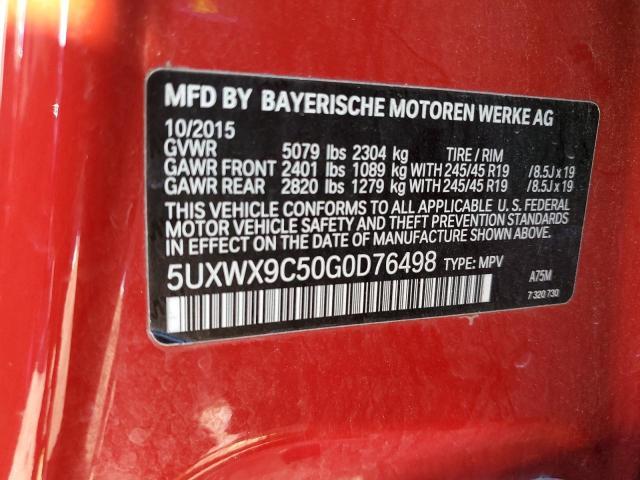 MFD BY BAYERISCHE MOTOREN WERKE AG
10/2015
GVWR 5079 lbs 2304 kg TIRE / RIM
GAWR FRONT 2401 lbs 1089 kg WITH 245/45 R19 / 8.5J x 19
GAWR REAR 2820 lbs 1279 kg WITH 245/45 R19 / 8.5J x 19
THIS VEHICLE CONFORMS TO ALL APPLICABLE U.S. FEDERAL
MOTOR VEHICLE SAFETY AND THEFT PREVENTION STANDARDS
IN EFFECT ON THE DATE OF MANUFACTURE SHOWN ABOVE.
5UXWX9C50G0D76498 TYPE: MPV
A75M
7 320 730